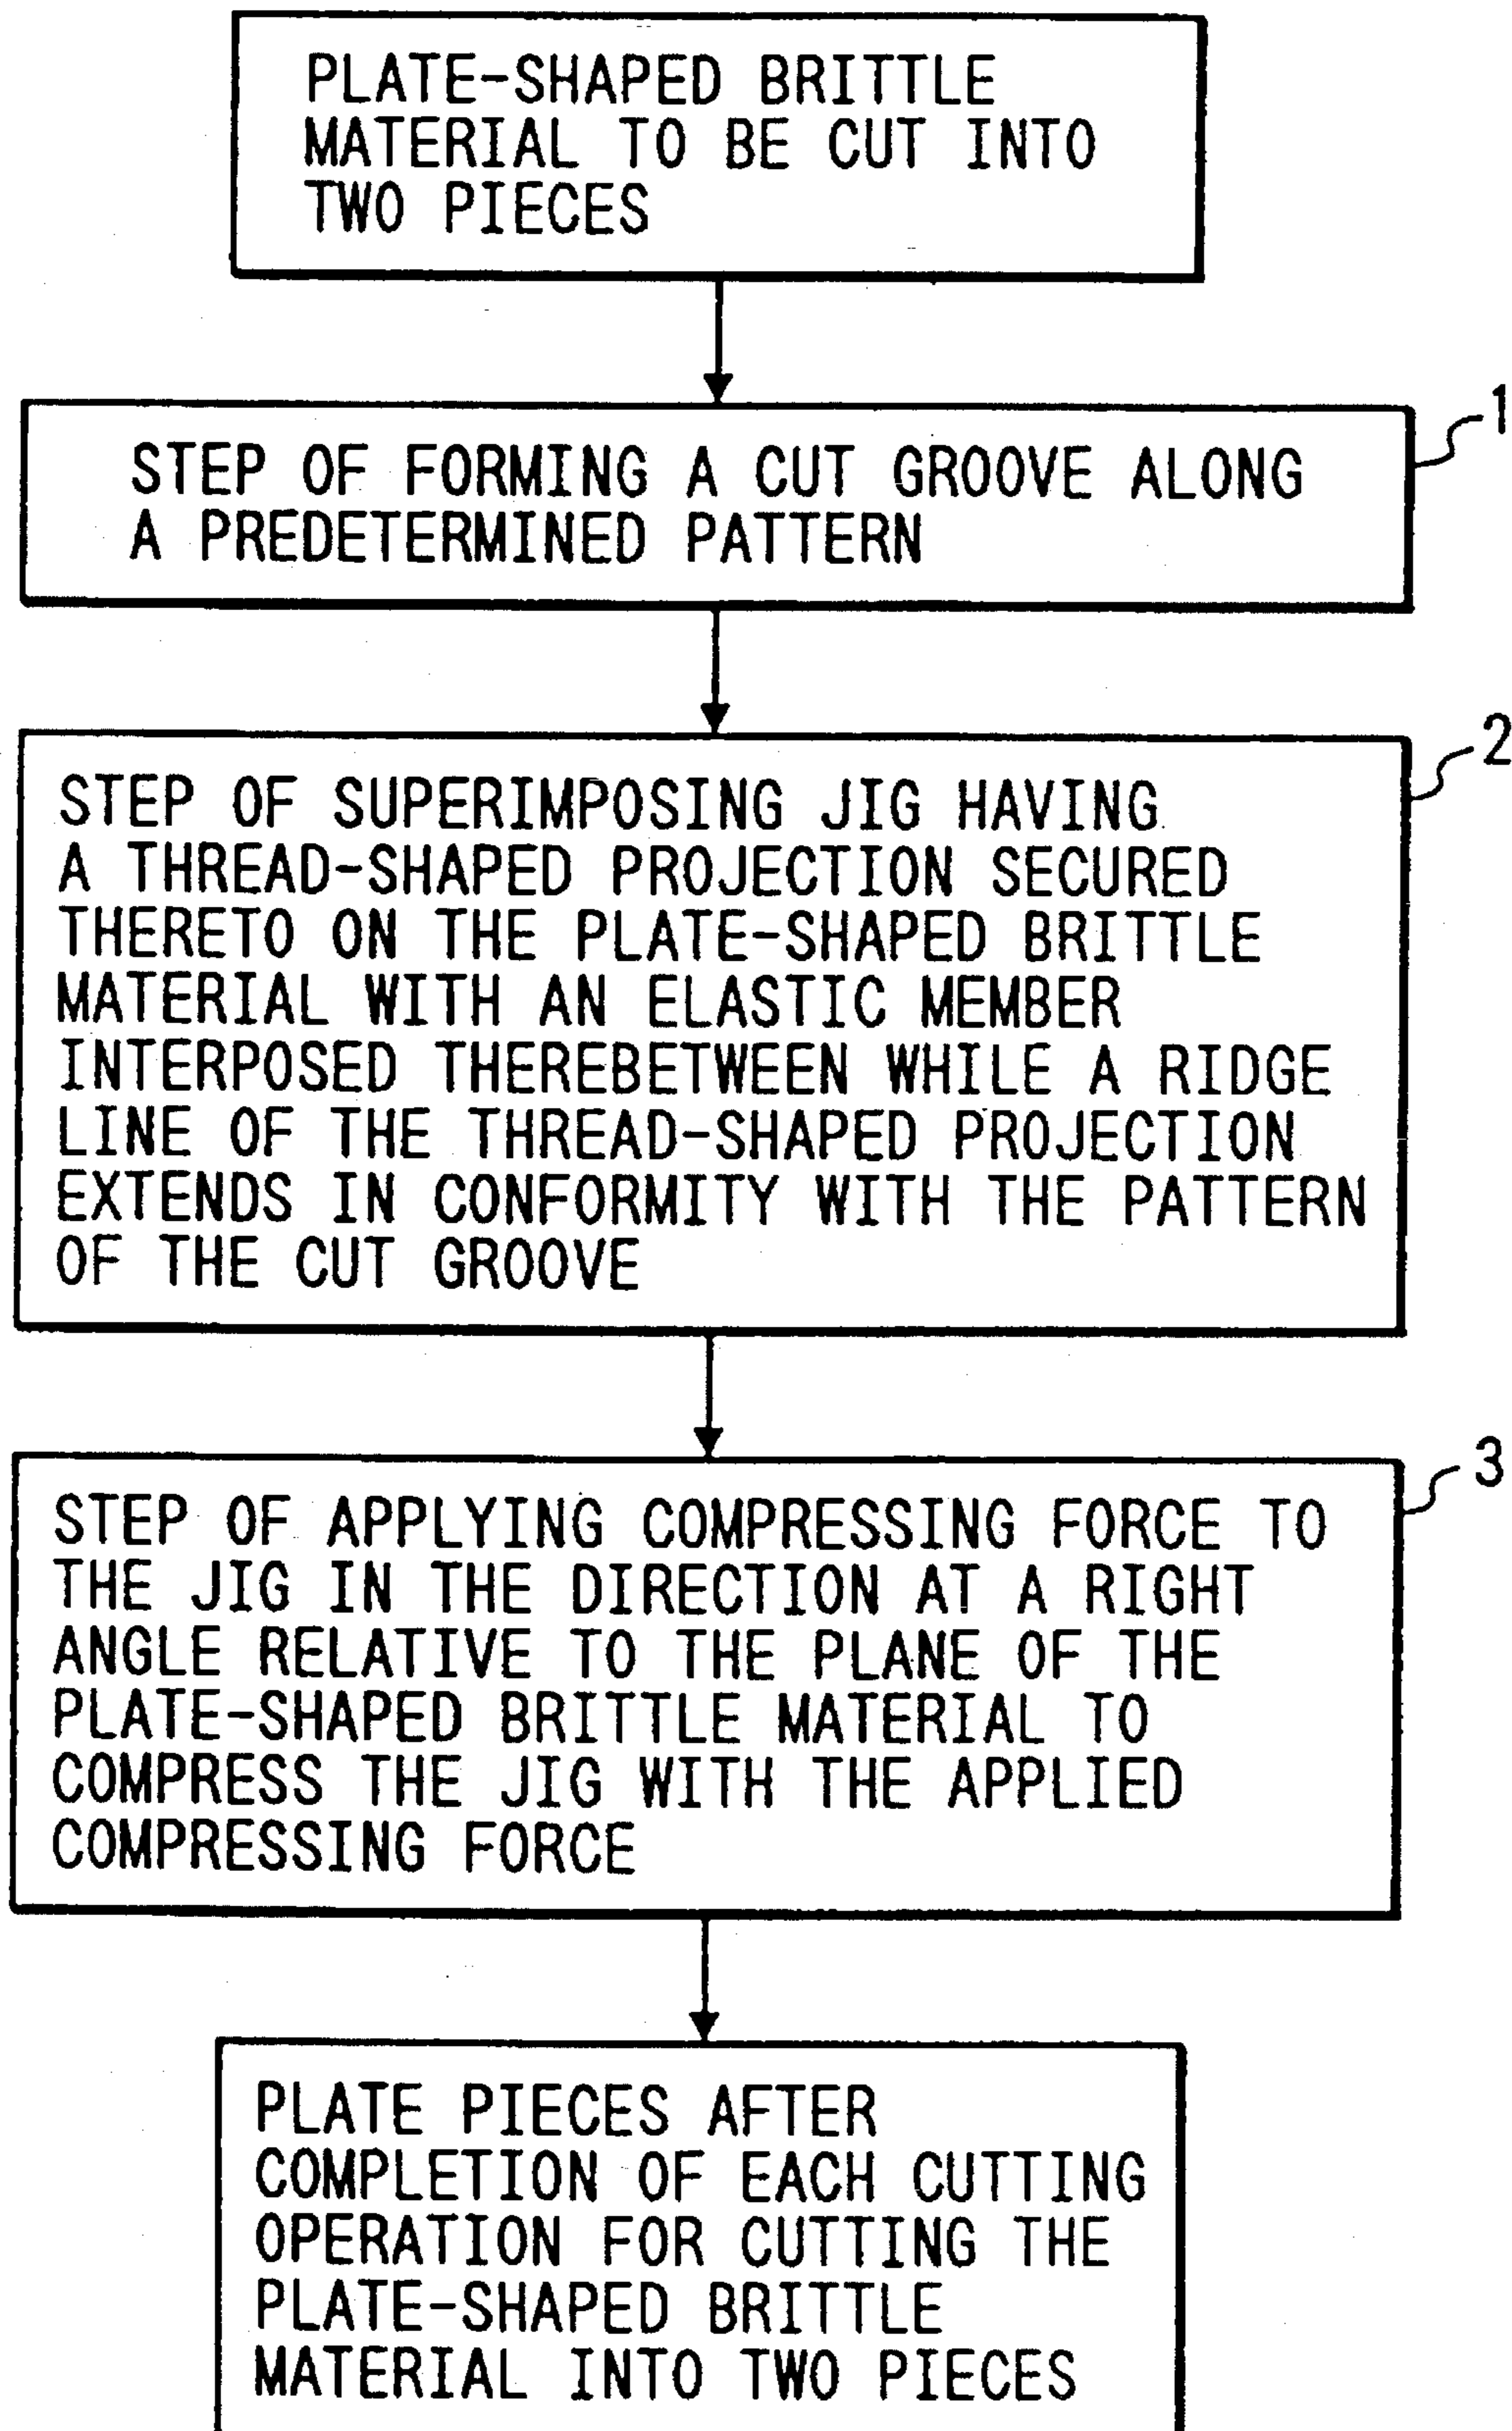 PLATE-SHAPED BRITTLE
MATERIAL TO BE CUT INTO
TWO PIECES
1
STEP OF FORMING A CUT GROOVE ALONG
A PREDETERMINED PATTERN
2
STEP OF SUPERIMPOSING JIG HAVING
A THREAD-SHAPED PROJECTION SECURED
THERETO ON THE PLATE-SHAPED BRITTLE
MATERIAL WITH AN ELASTIC MEMBER
INTERPOSED THEREBETWEEN WHILE A RIDGE
LINE OF THE THREAD-SHAPED PROJECTION
EXTENDS IN CONFORMITY WITH THE PATTERN
OF THE CUT GROOVE
3
STEP OF APPLYING COMPRESSING FORCE TO
THE JIG IN THE DIRECTION AT A RIGHT
ANGLE RELATIVE TO THE PLANE OF THE
PLATE-SHAPED BRITTLE MATERIAL TO
COMPRESS THE JIG WITH THE APPLIED
COMPRESSING FORCE
PLATE PIECES AFTER
COMPLETION OF EACH CUTTING
OPERATION FOR CUTTING THE
PLATE-SHAPED BRITTLE
MATERIAL INTO TWO PIECES